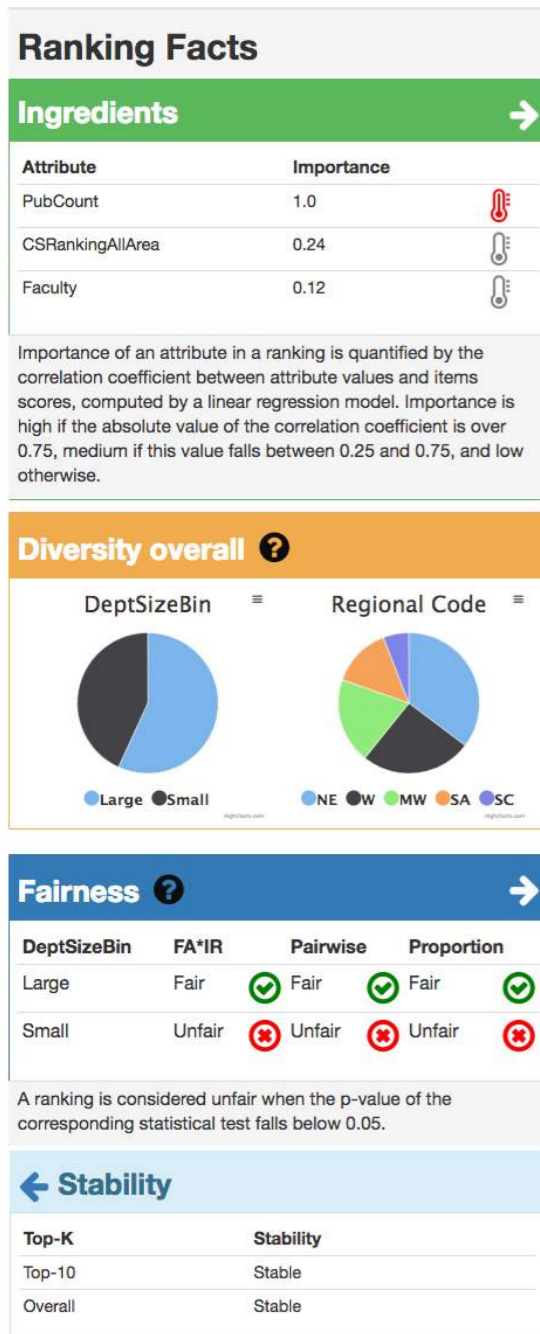 Ranking Facts
Ingredients
Attribute Importance
PubCount 1.0
CSRankingAllArea 0.24
Faculty 0.12
Importance of an attribute in a ranking is quantified by the
correlation coefficient between attribute values and items
scores, computed by a linear regression model. Importance is
high if the absolute value of the correlation coefficient is over
0.75, medium if this value falls between 0.25 and 0.75, and low
otherwise.
Diversity overall ?
DeptSizeBin Regional Code
Large Small NE W MW SA SC
Highcharts.com Highcharts.com
Fairness ?
DeptSizeBin FA*IR Pairwise Proportion
Large Fair Fair Fair
Small Unfair Unfair Unfair
A ranking is considered unfair when the p-value of the
corresponding statistical test falls below 0.05.
Stability
Top-K Stability
Top-10 Stable
Overall Stable